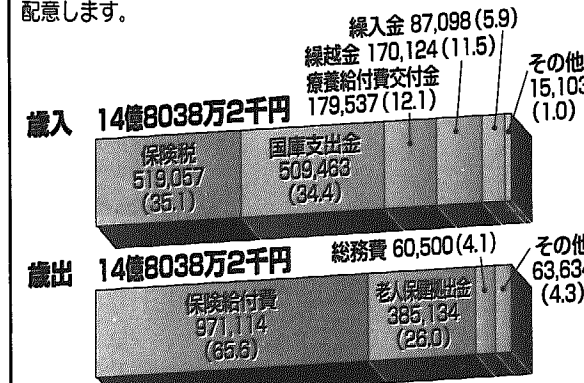 配意します。
繰入金 87,098(5.9)
繰越金 170,124(11.5)
療養給付費交付金
179,537(12.1)
その他
15,103
(1.0)
歳入 14億8038万2千円
保険税
519,057
(35.1)
国庫支出金
509,463
(34.4)
歳出 14億8038万2千円
総務費 60,500(4.1)
その他
63,634
(4.3)
保険給付費
971,114
(65.6)
老人保健拠出金
385,134
(26.0)